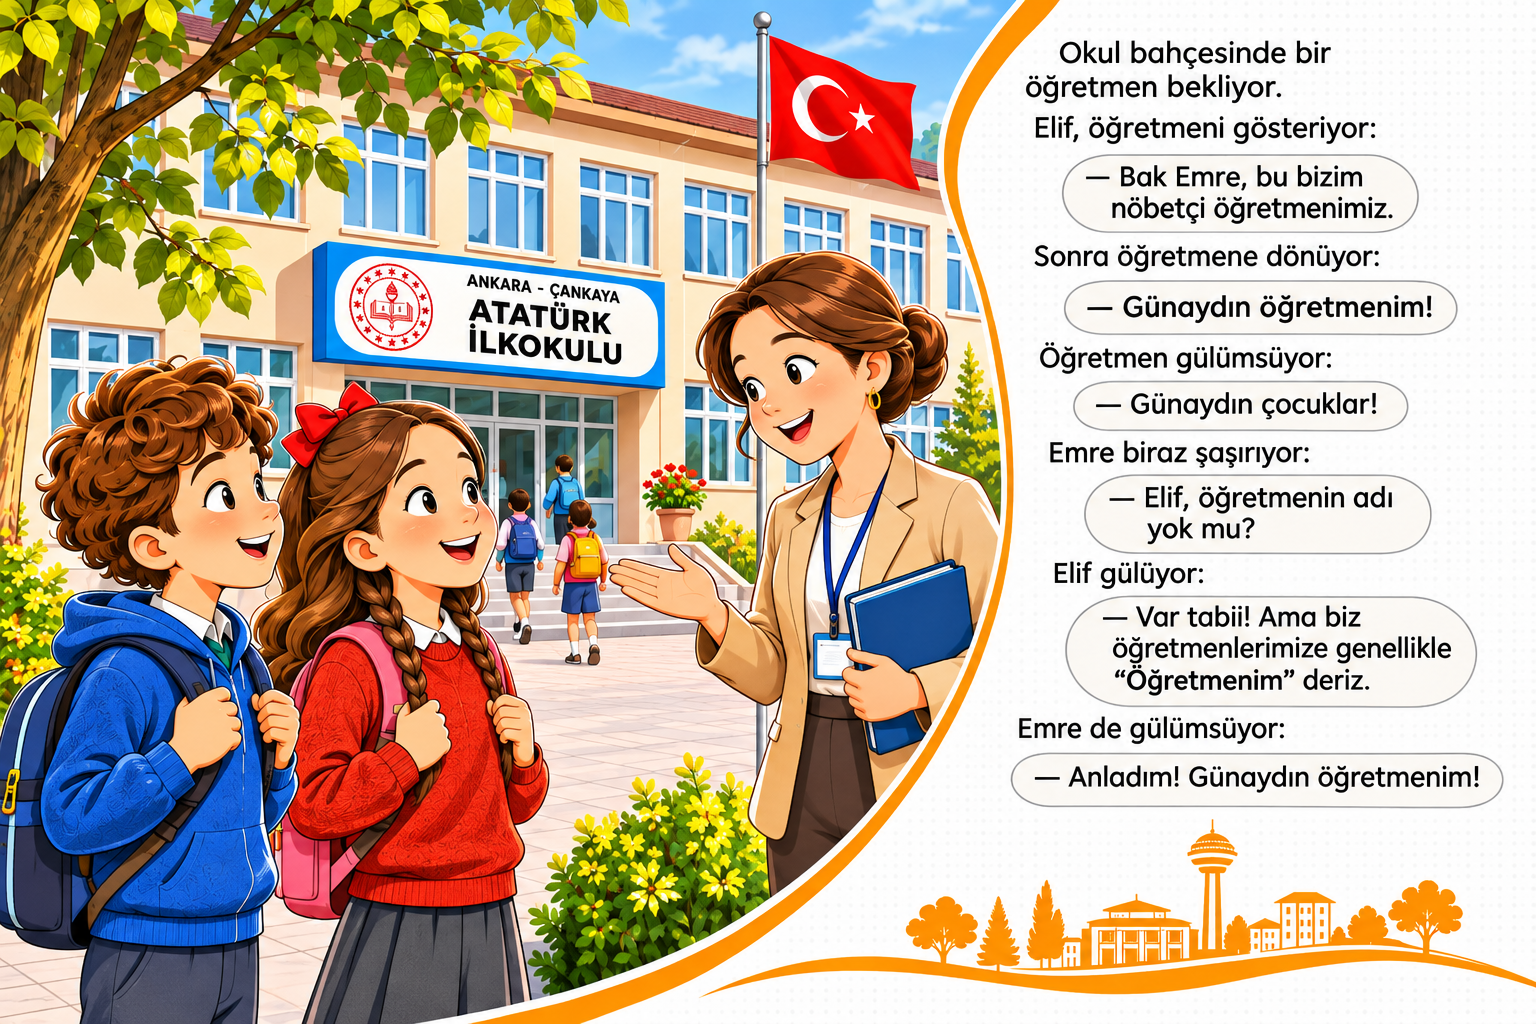 ANKARA - ÇANKAYA
ATATÜRK
İLKOKULU
Okul bahçesinde bir
öğretmen bekliyor.
Elif, öğretmeni gösteriyor:
— Bak Emre, bu bizim
nöbetçi öğretmenimiz.
Sonra öğretmene dönüyor:
— Günaydın öğretmenim!
Öğretmen gülümsüyor:
— Günaydın çocuklar!
Emre biraz şaşırıyor:
— Elif, öğretmenin adı
yok mu?
Elif gülüyor:
— Var tabii! Ama biz
öğretmenlerimize genellikle
“Öğretmenim” deriz.
Emre de gülümsüyor:
— Anladım! Günaydın öğretmenim!